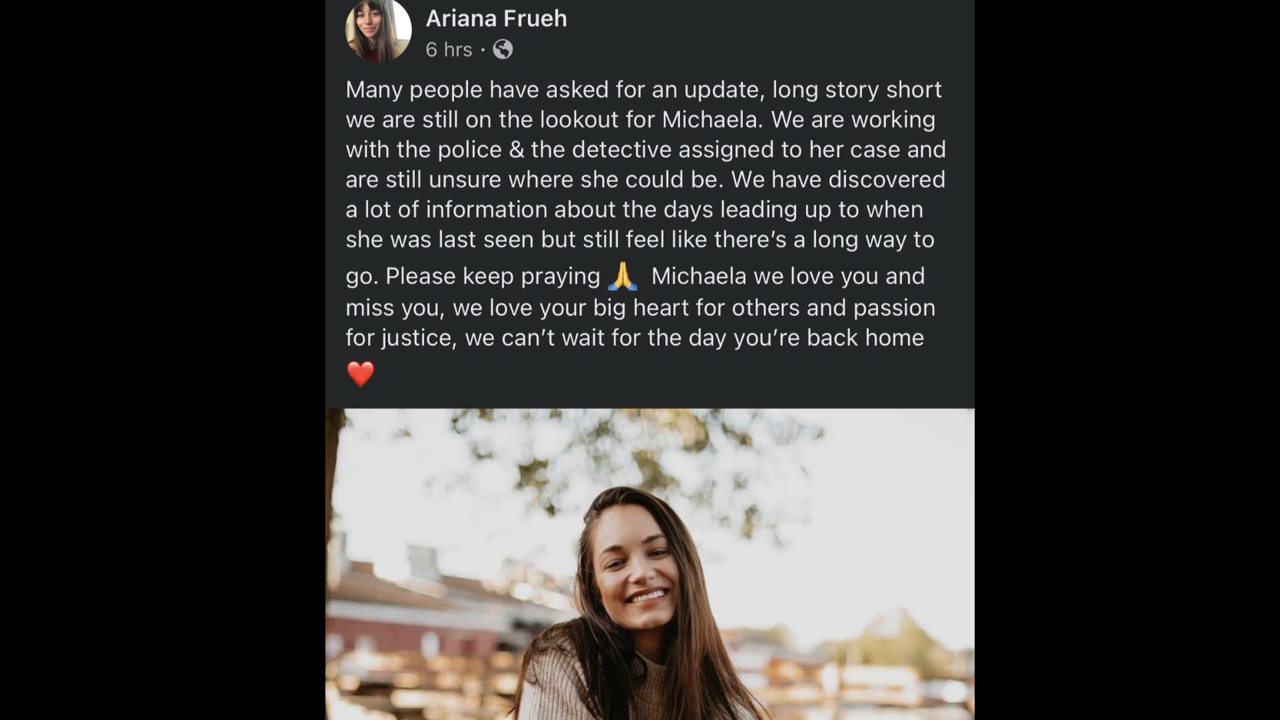 Ariana Frueh
6 hrs ·
Many people have asked for an update, long story short
we are still on the lookout for Michaela. We are working
with the police & the detective assigned to her case and
are still unsure where she could be. We have discovered
a lot of information about the days leading up to when
she was last seen but still feel like there’s a long way to
go. Please keep praying 🙏 Michaela we love you and
miss you, we love your big heart for others and passion
for justice, we can’t wait for the day you’re back home
❤️